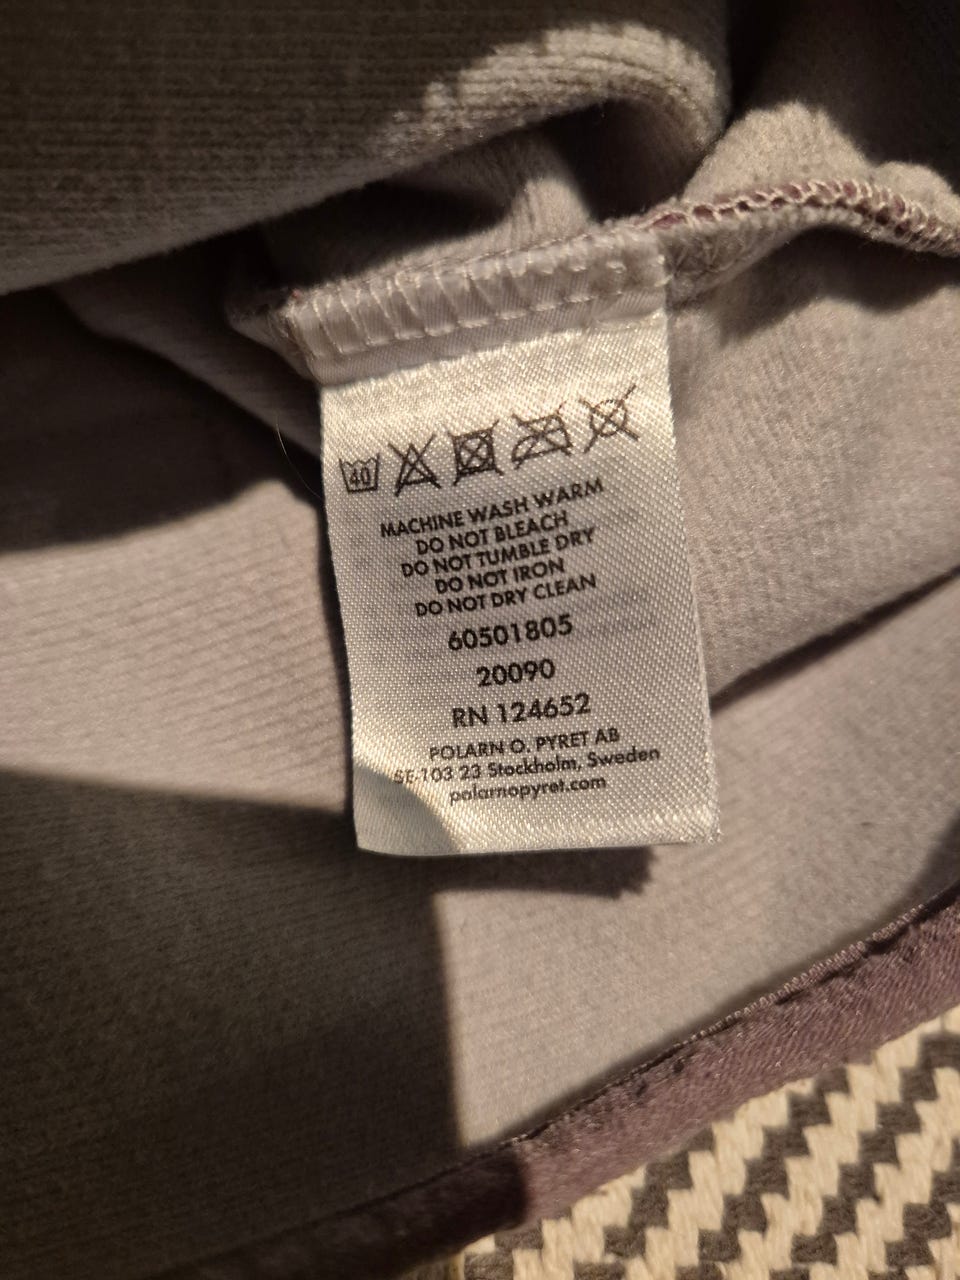 40
MACHINE WASH WARM
DO NOT BLEACH
DO NOT TUMBLE DRY
DO NOT IRON
DO NOT DRY CLEAN
60501805
20090
RN 124652
POLARN O. PYRET AB
SE-103 23 Stockholm, Sweden
polarnopyret.com